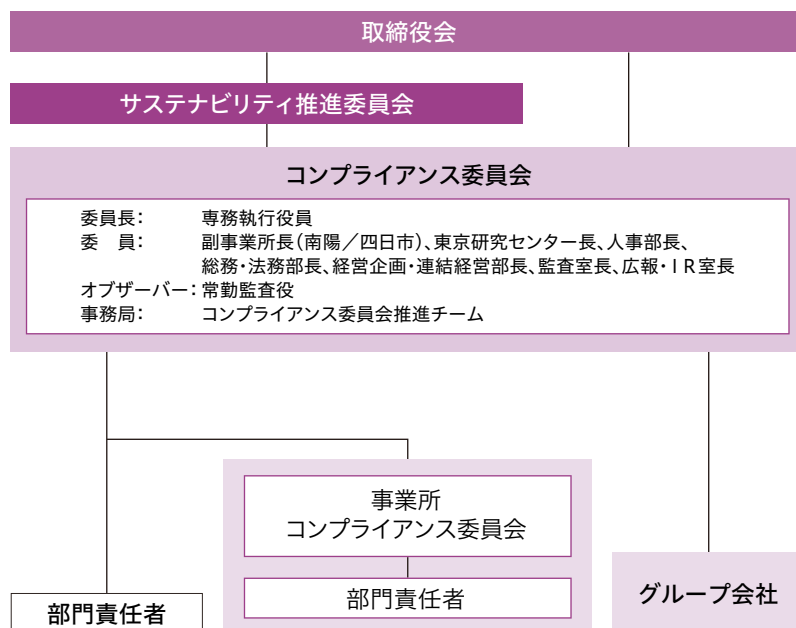 取締役会
サステナビリティ推進委員会
コンプライアンス委員会
委員長： 専務執行役員
委　員： 副事業所長（南陽／四日市）、東京研究センター長、人事部長、
総務・法務部長、経営企画・連結経営部長、監査室長、広報・ＩＲ室長
オブザーバー：常勤監査役
事務局： コンプライアンス委員会推進チーム
事業所
コンプライアンス委員会
部門責任者
部門責任者
グループ会社